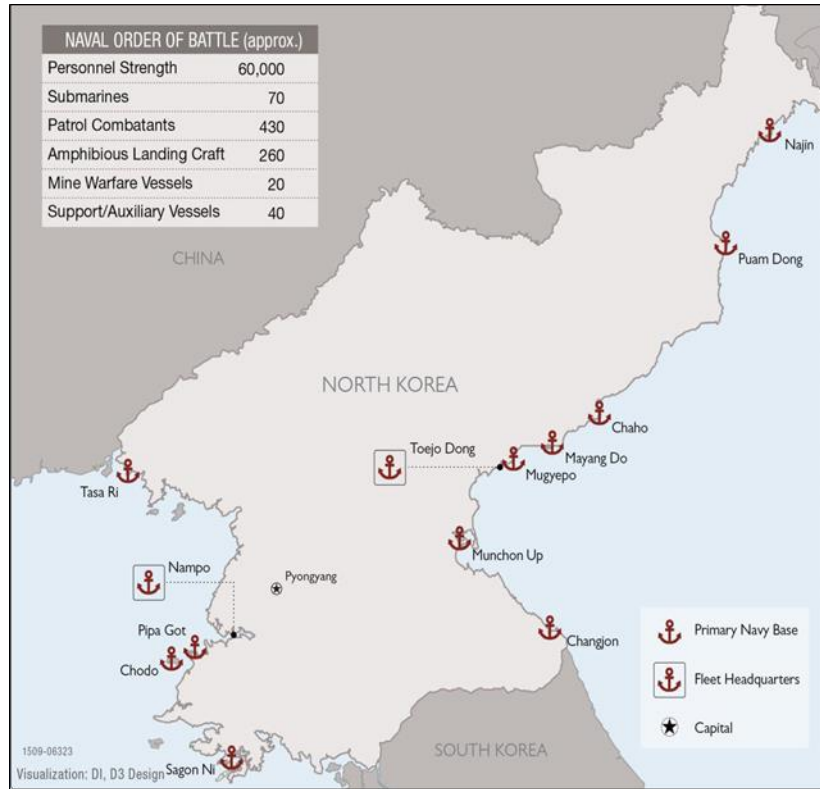 NAVAL ORDER OF BATTLE (approx.)
Personnel Strength 60,000
Submarines 70
Patrol Combatants 430
Amphibious Landing Craft 260
Mine Warfare Vessels 20
Support/Auxiliary Vessels 40
Najin
CHINA
Puam Dong
NORTH KOREA
Chaho
Toejo Dong
Mayang Do
Mugyepo
Tasa Ri
Munchon Up
Nampo
Pyongyang
Pipa Got
Changjon
Primary Navy Base
Chodo
Fleet Headquarters
Capital
1509-06323
SOUTH KOREA
Sagon Ni
Visualization: DI, D3 Design